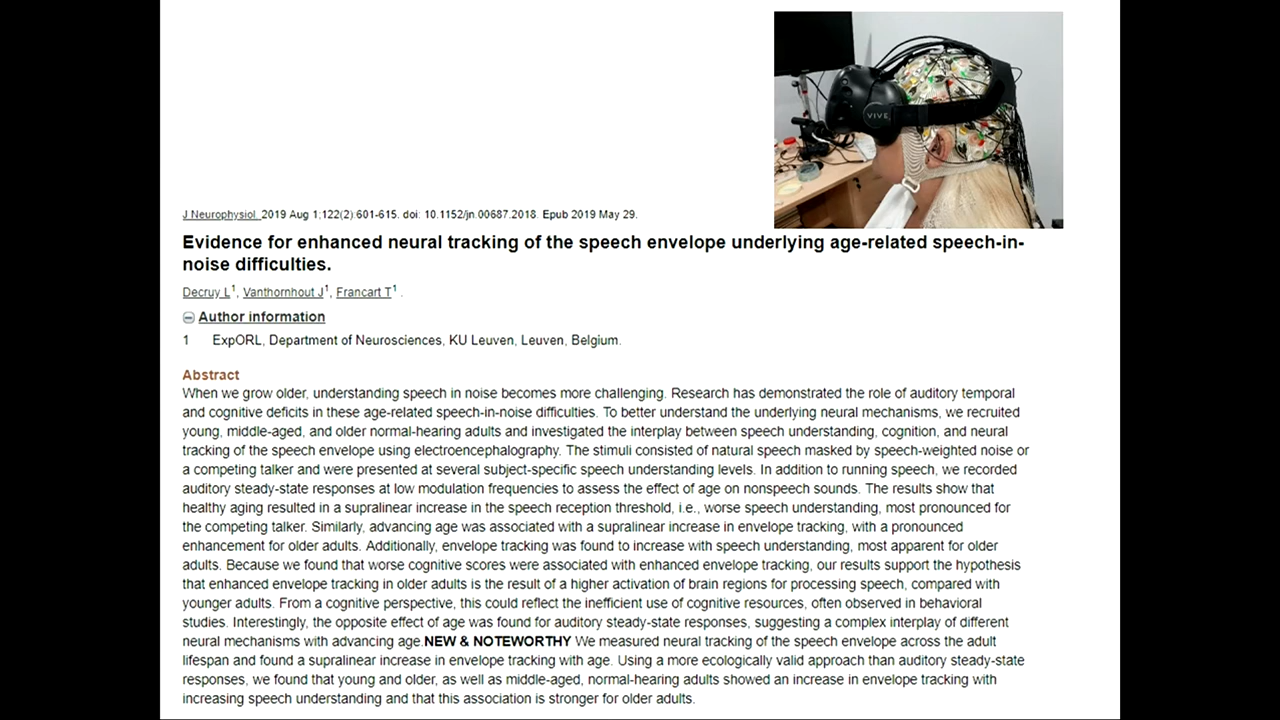 VIVE
J Neurophysiol. 2019 Aug 1;122(2):601-615. doi: 10.1152/jn.00687.2018. Epub 2019 May 29.
Evidence for enhanced neural tracking of the speech envelope underlying age-related speech-in-
noise difficulties.
Decruy L1, Vanthornhout J1, Francart T1.
Author information
1 ExpORL, Department of Neurosciences, KU Leuven, Leuven, Belgium.
Abstract
When we grow older, understanding speech in noise becomes more challenging. Research has demonstrated the role of auditory temporal
and cognitive deficits in these age-related speech-in-noise difficulties. To better understand the underlying neural mechanisms, we recruited
young, middle-aged, and older normal-hearing adults and investigated the interplay between speech understanding, cognition, and neural
tracking of the speech envelope using electroencephalography. The stimuli consisted of natural speech masked by speech-weighted noise or
a competing talker and were presented at several subject-specific speech understanding levels. In addition to running speech, we recorded
auditory steady-state responses at low modulation frequencies to assess the effect of age on nonspeech sounds. The results show that
healthy aging resulted in a supralinear increase in the speech reception threshold, i.e., worse speech understanding, most pronounced for
the competing talker. Similarly, advancing age was associated with a supralinear increase in envelope tracking, with a pronounced
enhancement for older adults. Additionally, envelope tracking was found to increase with speech understanding, most apparent for older
adults. Because we found that worse cognitive scores were associated with enhanced envelope tracking, our results support the hypothesis
that enhanced envelope tracking in older adults is the result of a higher activation of brain regions for processing speech, compared with
younger adults. From a cognitive perspective, this could reflect the inefficient use of cognitive resources, often observed in behavioral
studies. Interestingly, the opposite effect of age was found for auditory steady-state responses, suggesting a complex interplay of different
neural mechanisms with advancing age.NEW & NOTEWORTHY We measured neural tracking of the speech envelope across the adult
lifespan and found a supralinear increase in envelope tracking with age. Using a more ecologically valid approach than auditory steady-state
responses, we found that young and older, as well as middle-aged, normal-hearing adults showed an increase in envelope tracking with
increasing speech understanding and that this association is stronger for older adults.